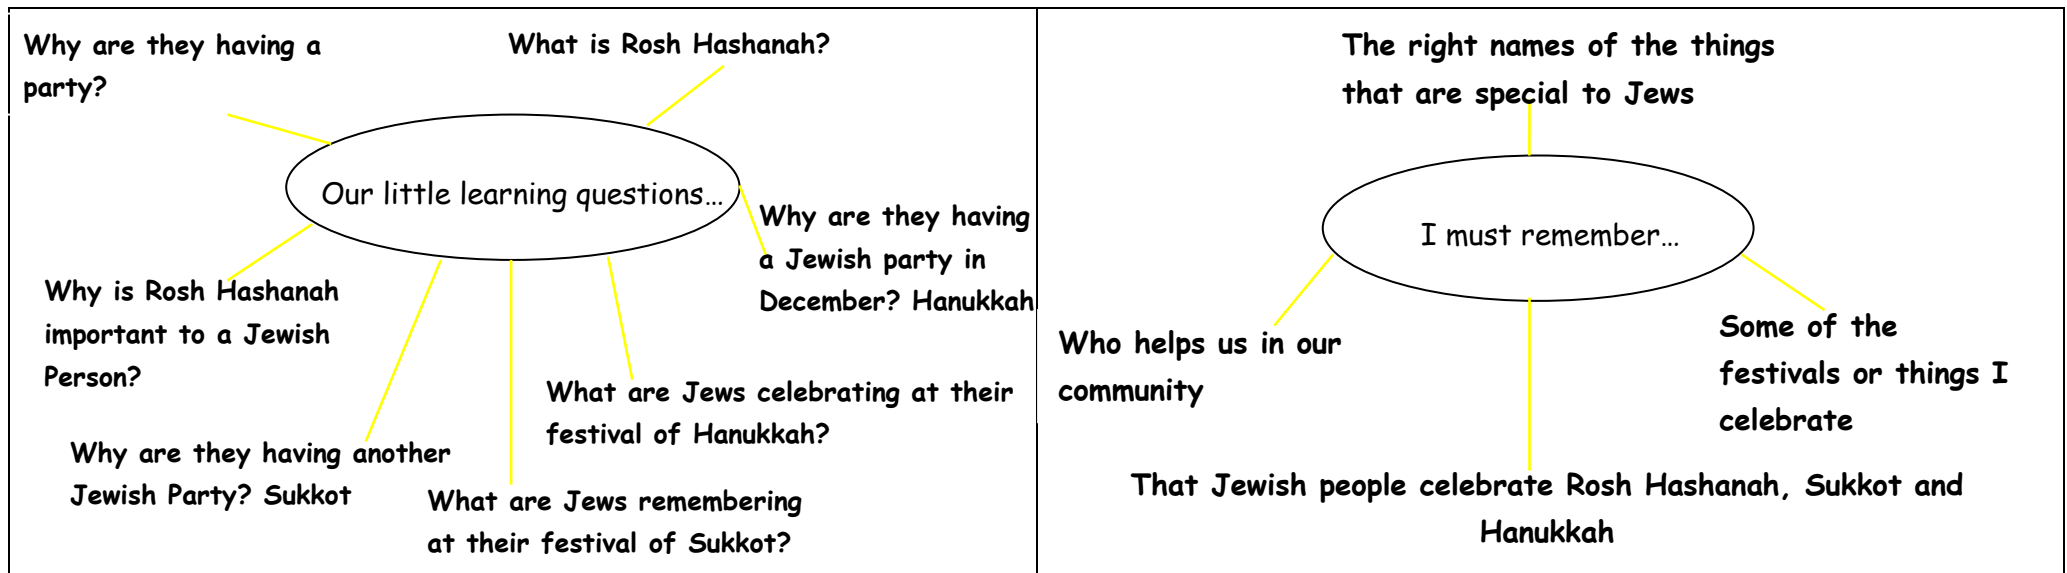 Why are they having a
party?
What is Rosh Hashanah?
Our little learning questions…
Why are they having
a Jewish party in
December? Hanukkah
Why is Rosh Hashanah
important to a Jewish
Person?
What are Jews celebrating at their
festival of Hanukkah?
Why are they having another
Jewish Party? Sukkot
What are Jews remembering
at their festival of Sukkot?
The right names of the things
that are special to Jews
I must remember…
Who helps us in our
community
Some of the
festivals or things I
celebrate
That Jewish people celebrate Rosh Hashanah, Sukkot and
Hanukkah